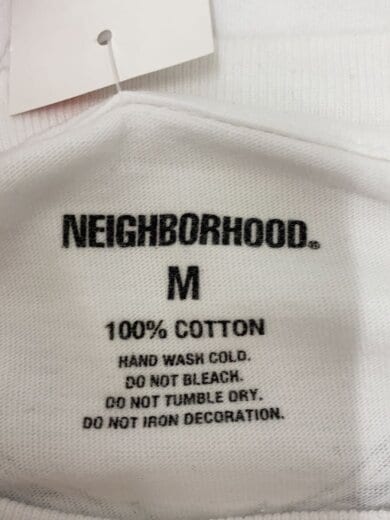 NEIGHBORHOOD®
M
100% COTTON
HAND WASH COLD.
DO NOT BLEACH.
DO NOT TUMBLE DRY.
DO NOT IRON DECORATION.